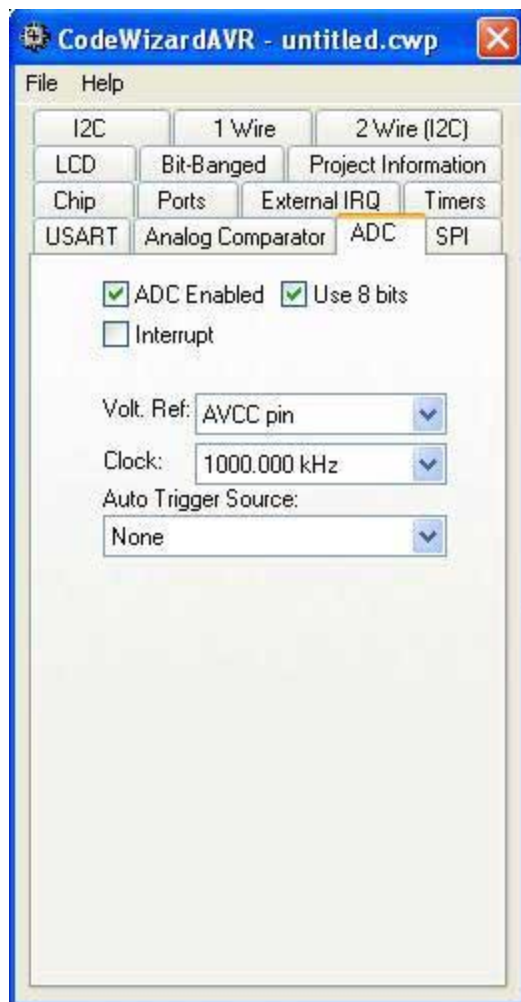 CodeWizardAVR - untitled.cwp
File Help
I2C 1 Wire 2 Wire (I2C)
LCD Bit-Banged Project Information
Chip Ports External IRQ Timers
USART Analog Comparator ADC SPI
ADC Enabled Use 8 bits
Interrupt
Volt. Ref: AVCC pin
Clock: 1000.000 kHz
Auto Trigger Source:
None